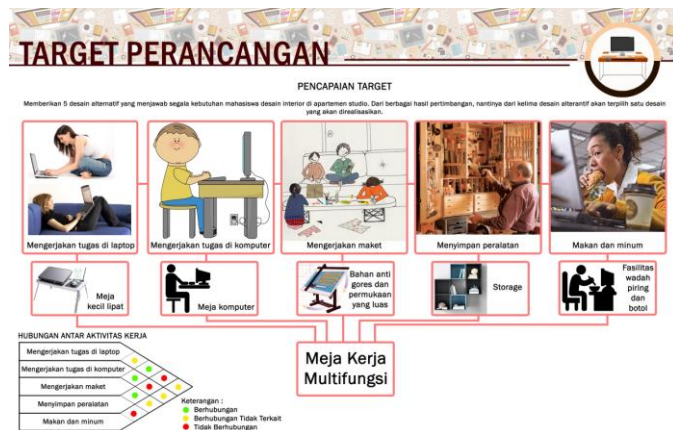 TARGET PERANCANGAN
PENCAPAIAN TARGET
Memberikan 5 desain alternatif yang menjawab segala kebutuhan mahasiswa desain interior di apartemen studio. Dari berbagai hasil pertimbangan, nantinya dari kelima desain alterantif akan terpilih satu desain
yang akan direalisasikan.
Mengerjakan tugas di laptop
Mengerjakan tugas di komputer
Mengerjakan maket
Menyimpan peralatan
Makan dan minum
Meja
kecil lipat
Meja komputer
Bahan anti
gores dan
permukaan
yang luas
Storage
Fasilitas
wadah
piring
dan
botol
Meja Kerja
Multifungsi
HUBUNGAN ANTAR AKTIVITAS KERJA
Mengerjakan tugas di laptop
Mengerjakan tugas di komputer
Mengerjakan maket
Menyimpan peralatan
Makan dan minum
Keterangan :
Berhubungan
Berhubungan Tidak Terkait
Tidak Berhubungan